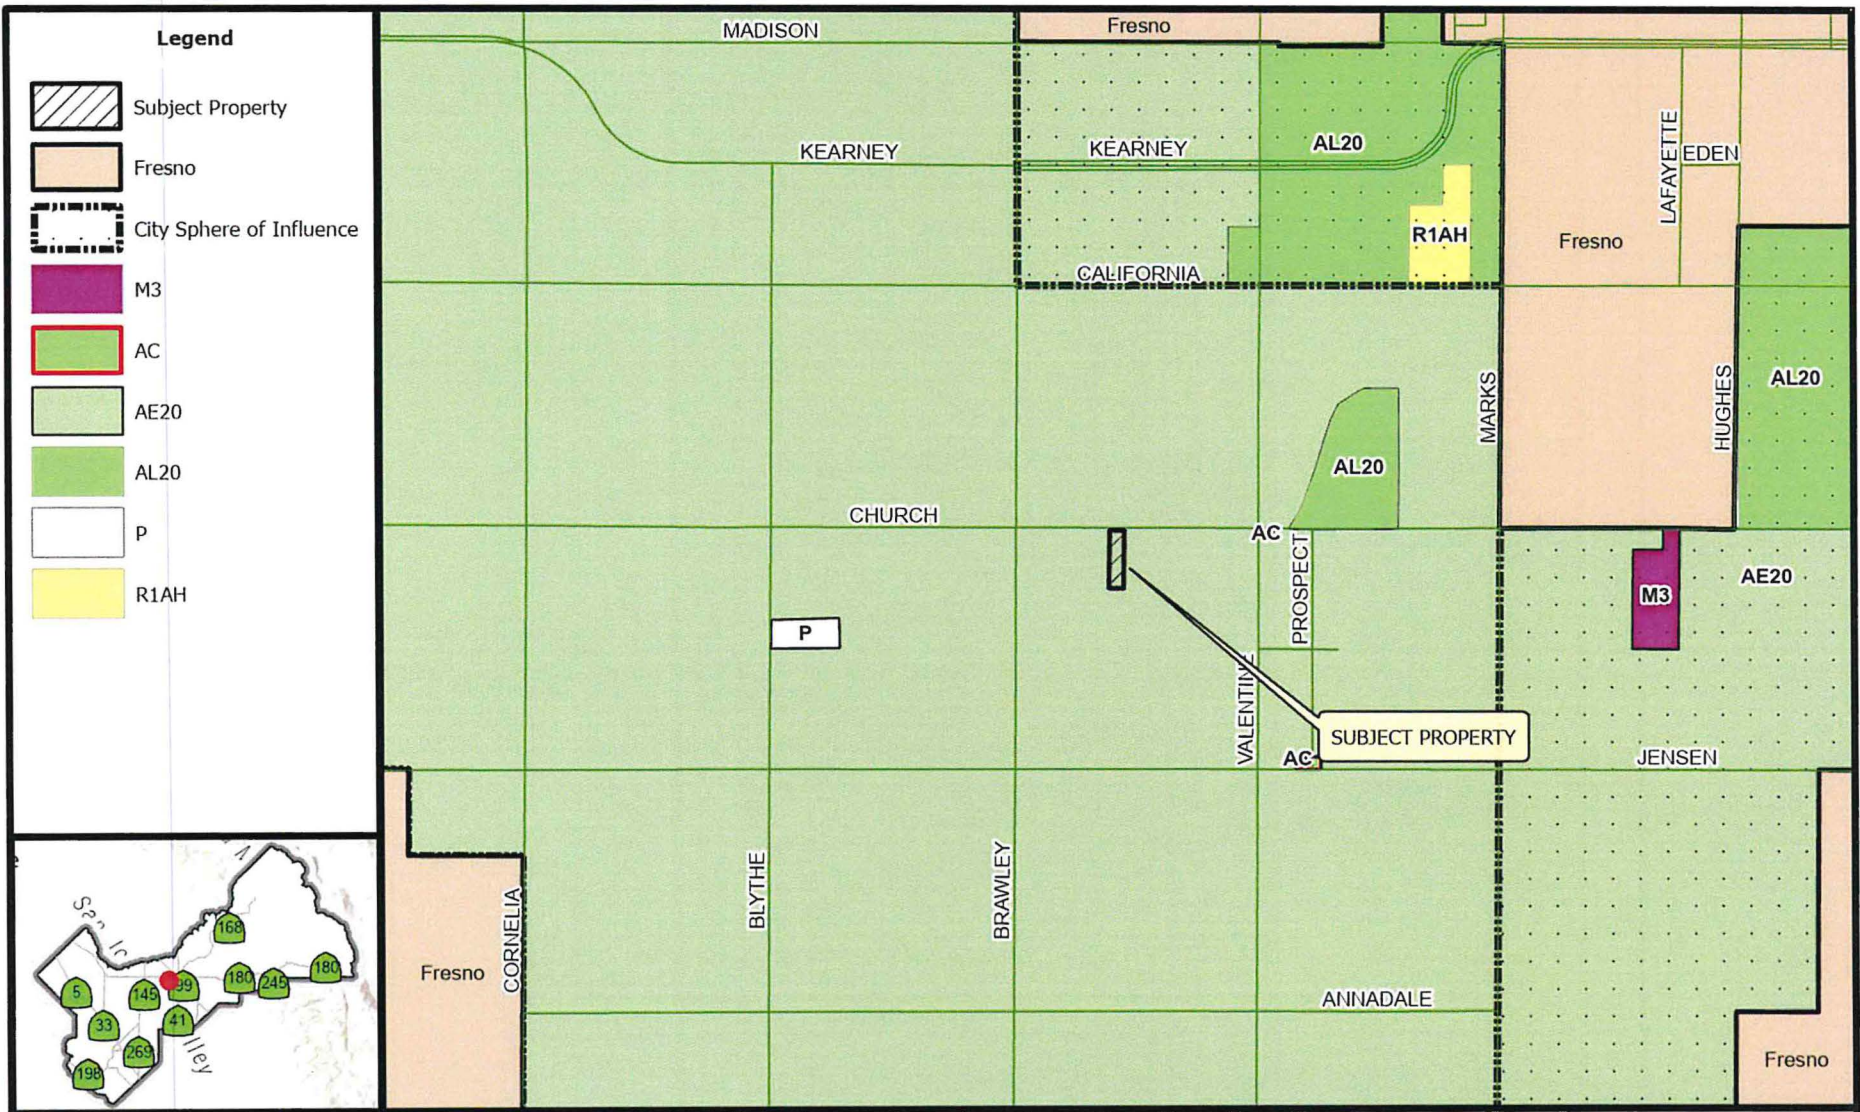 Legend
Subject Property
Fresno
City Sphere of Influence
M3
AC
AE20
AL20
P
R1AH
MADISON
Fresno
KEARNEY
KEARNEY
AL20
LAFAYETTE
EDEN
R1AH
Fresno
CALIFORNIA
MARKS
HUGHES
AL20
AL20
CHURCH
AC
PROSPECT
AE20
M3
P
VALENTINE
SUBJECT PROPERTY
AC
JENSEN
BLYTHE
BRAWLEY
CORNELIA
Fresno
ANNADALE
Fresno
168
180
180
245
99
145
5
33
41
269
198
lley